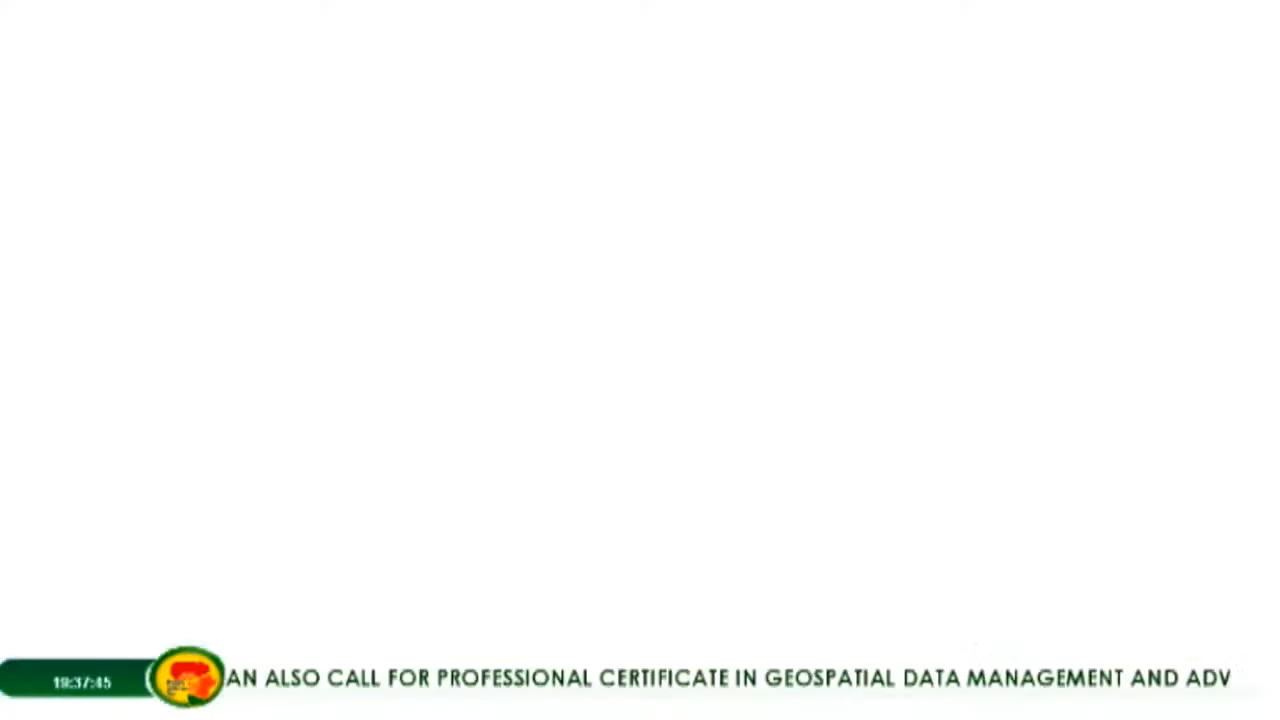 19:37:45
AN ALSO CALL FOR PROFESSIONAL CERTIFICATE IN GEOSPATIAL DATA MANAGEMENT AND ADV